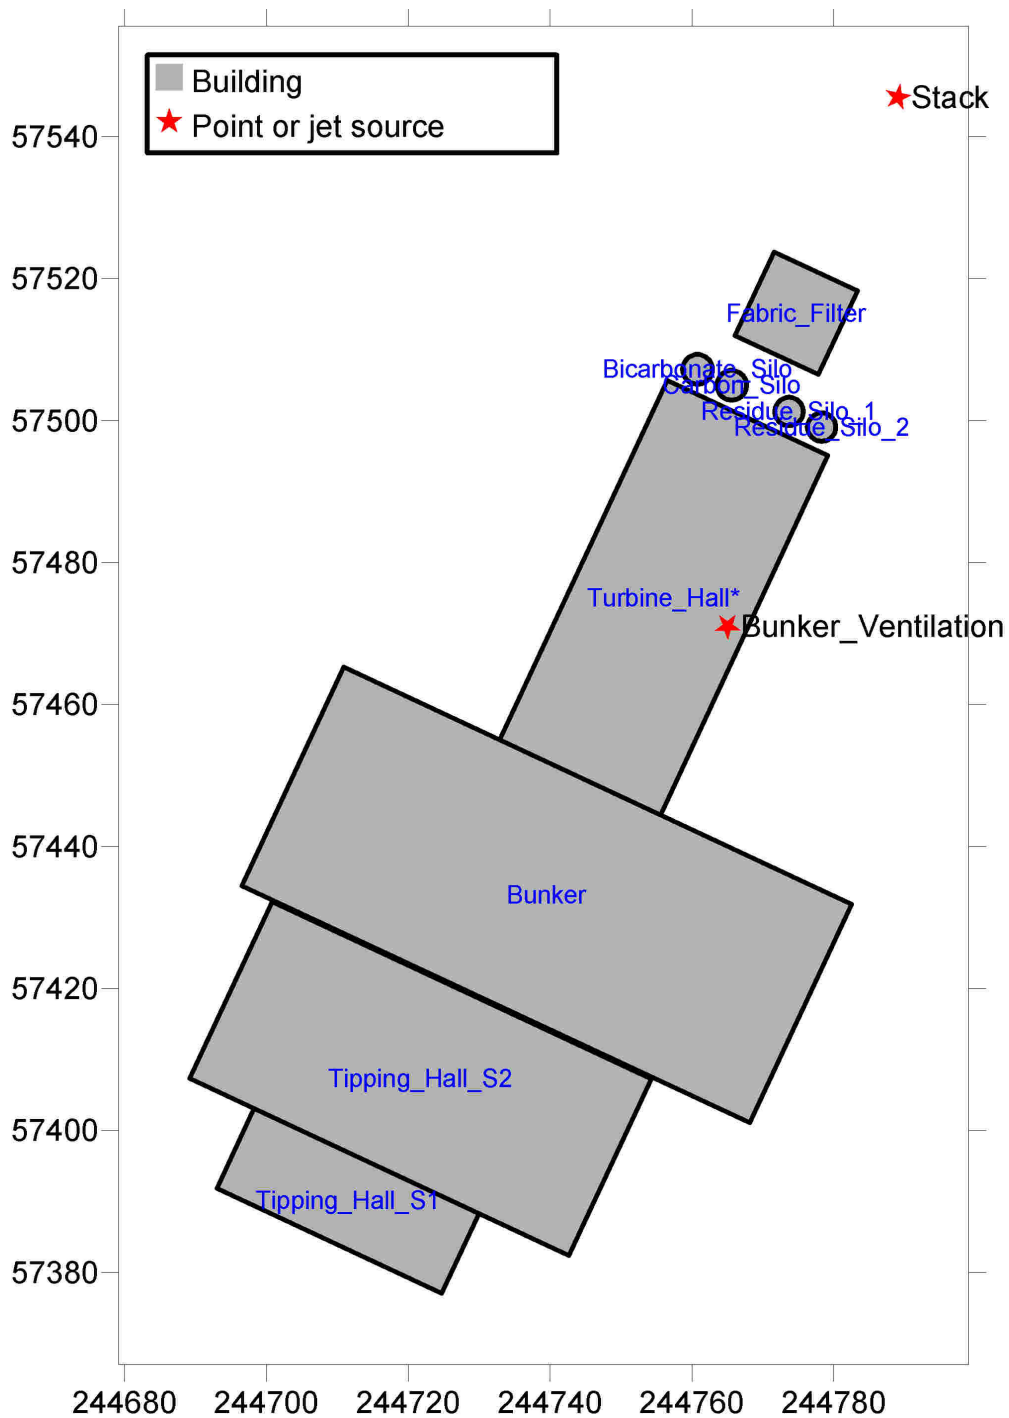 Building
Point or jet source
Stack
57540
57520
Fabric_Filter
Bicarbonate_Silo
Carbon_Silo
Residue_Silo_1
57500
Residue_Silo_2
57480
Turbine_Hall*
Bunker_Ventilation
57460
57440
Bunker
57420
Tipping_Hall_S2
57400
Tipping_Hall_S1
57380
244680 244700 244720 244740 244760 244780